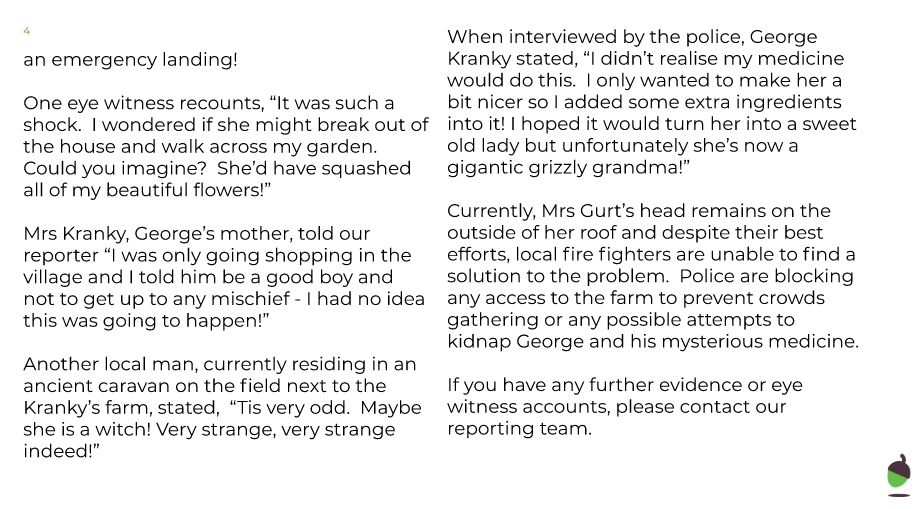 4
an emergency landing!
One eye witness recounts, “It was such a
shock.  I wondered if she might break out of
the house and walk across my garden.
Could you imagine?  She’d have squashed
all of my beautiful flowers!”
Mrs Kranky, George’s mother, told our
reporter “I was only going shopping in the
village and I told him be a good boy and
not to get up to any mischief - I had no idea
this was going to happen!”
Another local man, currently residing in an
ancient caravan on the field next to the
Kranky’s farm, stated,  “Tis very odd.  Maybe
she is a witch! Very strange, very strange
indeed!”
When interviewed by the police, George
Kranky stated, “I didn’t realise my medicine
would do this.  I only wanted to make her a
bit nicer so I added some extra ingredients
into it! I hoped it would turn her into a sweet
old lady but unfortunately she’s now a
gigantic grizzly grandma!”
Currently, Mrs Gurt’s head remains on the
outside of her roof and despite their best
efforts, local fire fighters are unable to find a
solution to the problem.  Police are blocking
any access to the farm to prevent crowds
gathering or any possible attempts to
kidnap George and his mysterious medicine.
If you have any further evidence or eye
witness accounts, please contact our
reporting team.